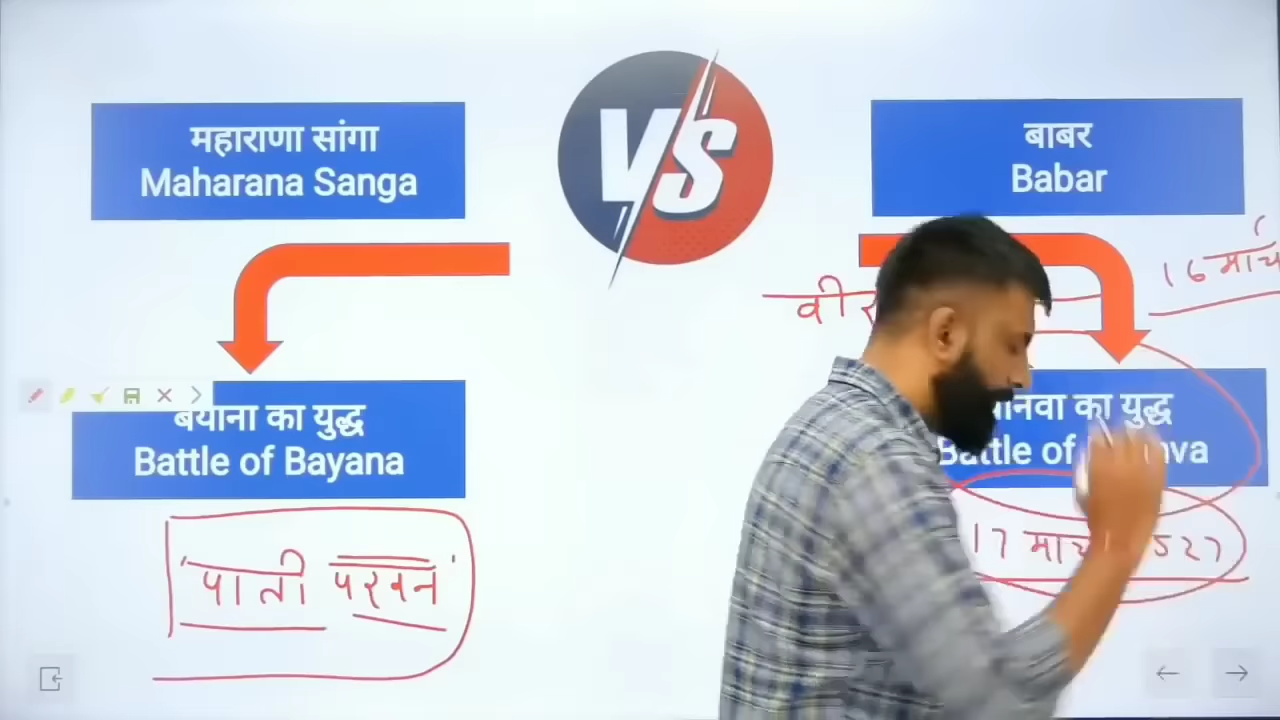 महाराणा सांगा
Maharana Sanga
VS
बाबर
Babar
16 मार्च
बयाना का युद्ध
Battle of Bayana
का युद्ध
Battle of
17 मार्च
'पाती परवन'